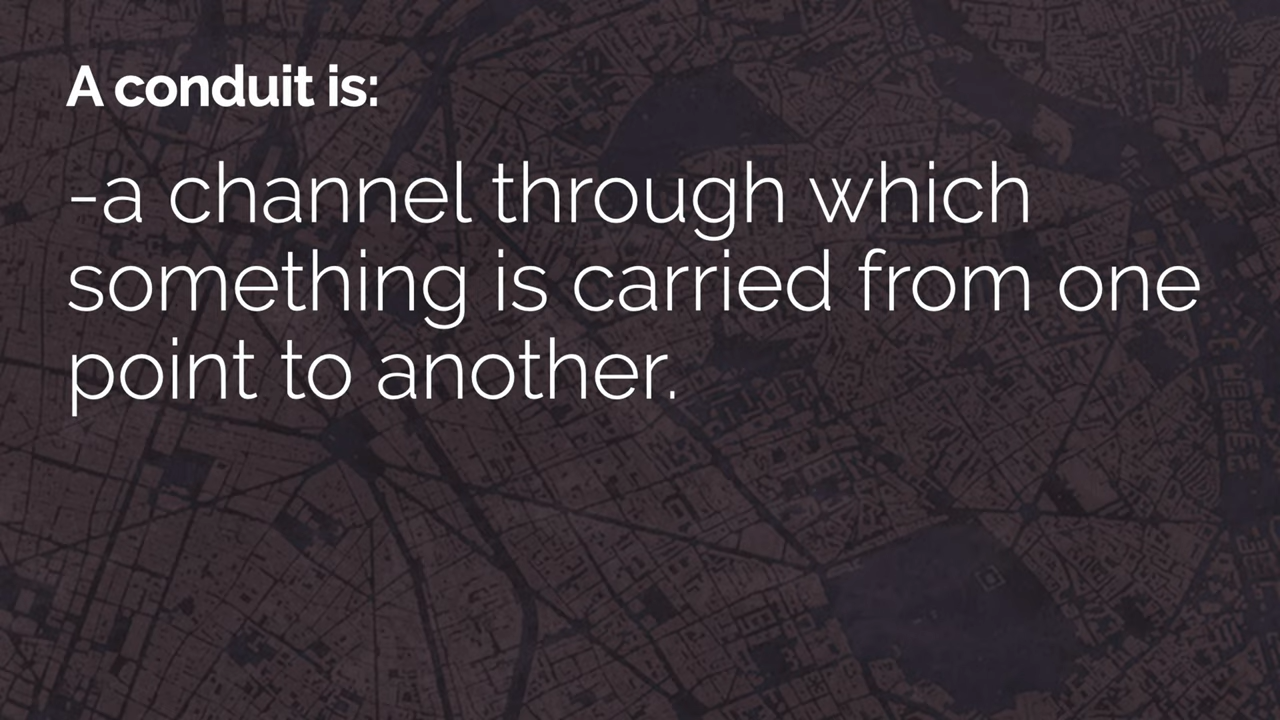 A conduit is:
-a channel through which
something is carried from one
point to another.